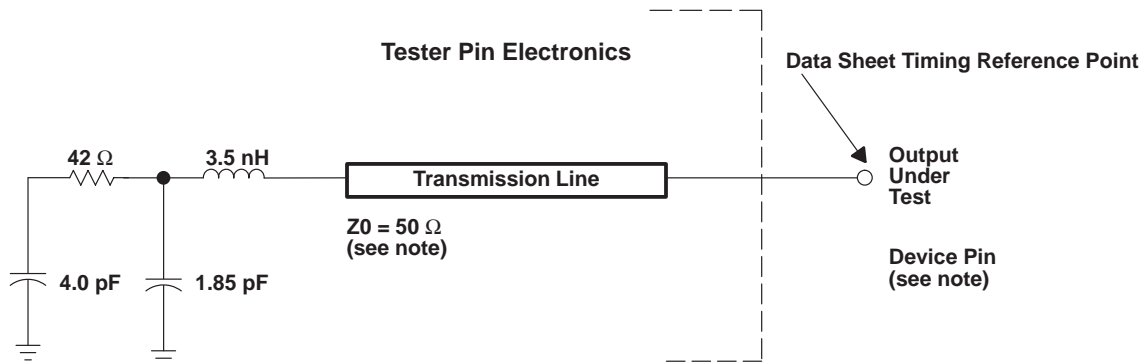 Tester Pin Electronics
Data Sheet Timing Reference Point
42 Ω
3.5 nH
Transmission Line
Output
Under
Test
Z0 = 50 Ω
(see note)
Device Pin
(see note)
4.0 pF
1.85 pF